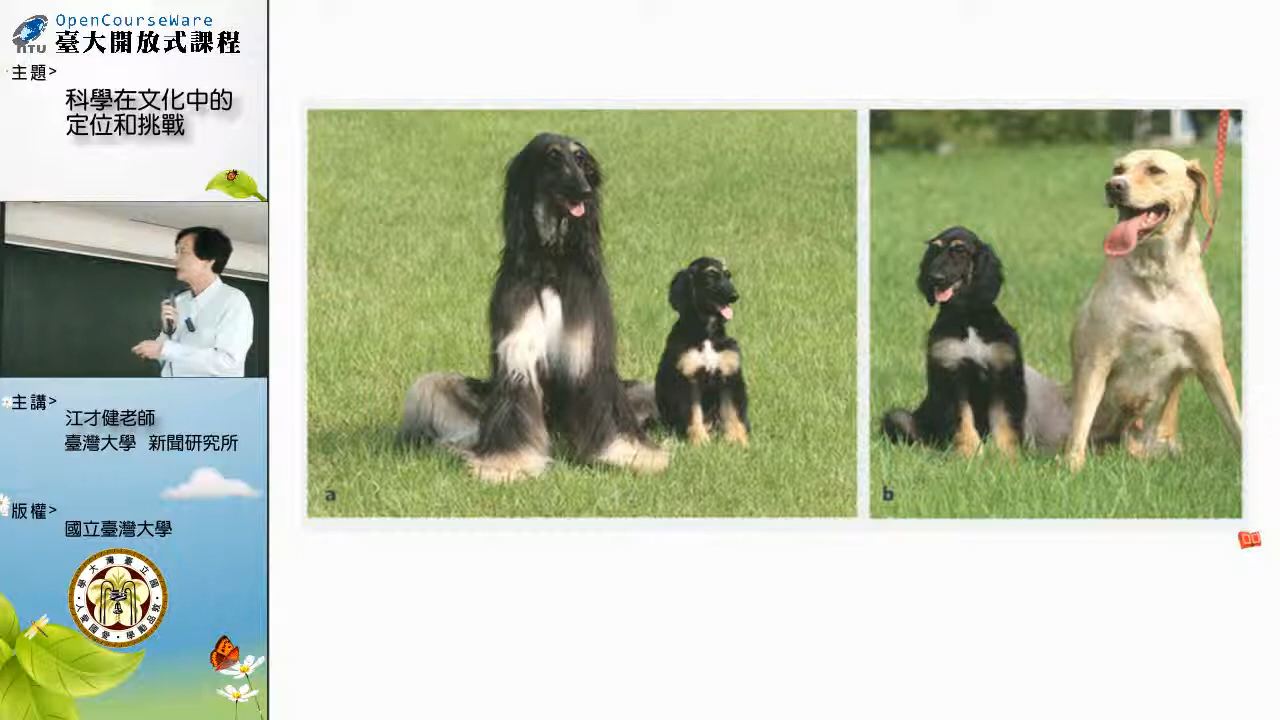 OpenCourseWare
NTU
臺大開放式課程
主題>
科學在文化中的
定位和挑戰
主講>
江才健老師
臺灣大學 新聞研究所
版權>
國立臺灣大學
a
b